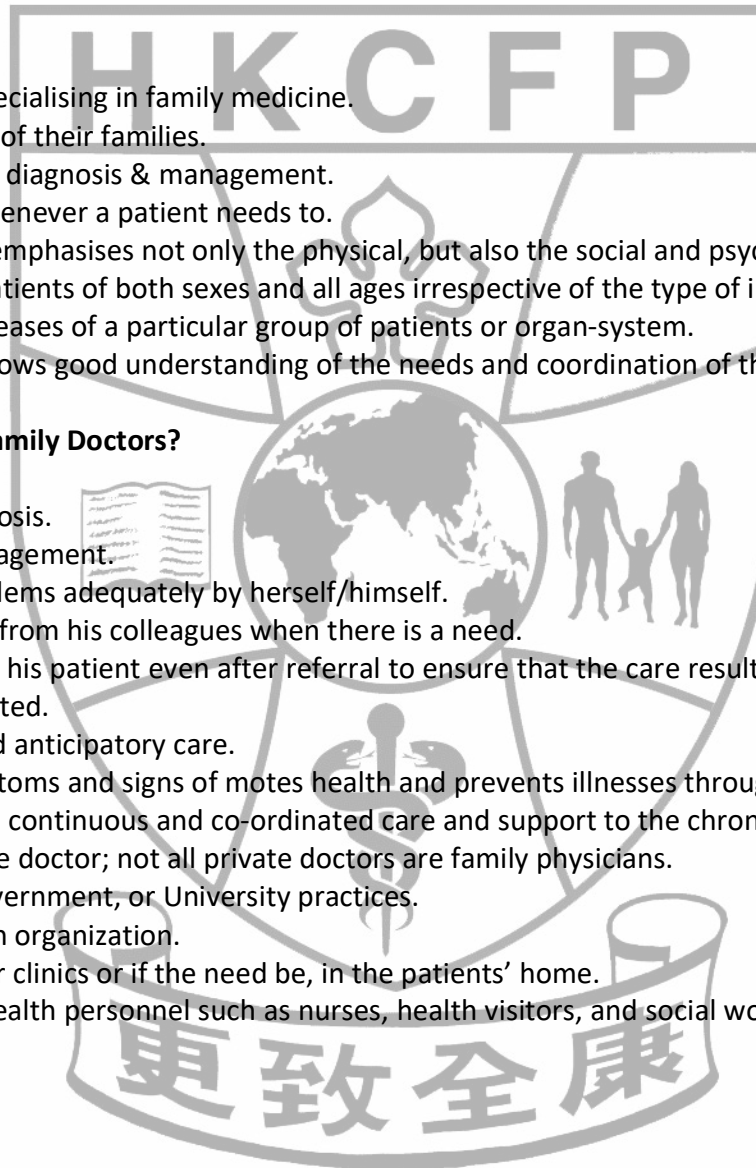 HKCFP
ecialising in family medicine.
of their families.
diagnosis & management.
enever a patient needs to.
emphasises not only the physical, but also the social and psyc
atients of both sexes and all ages irrespective of the type of i
eases of a particular group of patients or organ-system.
ows good understanding of the needs and coordination of th
amily Doctors?
osis.
agement.
lems adequately by herself/himself.
from his colleagues when there is a need.
his patient even after referral to ensure that the care result
ted.
d anticipatory care.
toms and signs of motes health and prevents illnesses throug
continuous and co-ordinated care and support to the chron
e doctor; not all private doctors are family physicians.
vernment, or University practices.
n organization.
r clinics or if the need be, in the patients’ home.
ealth personnel such as nurses, health visitors, and social wo
更致全康